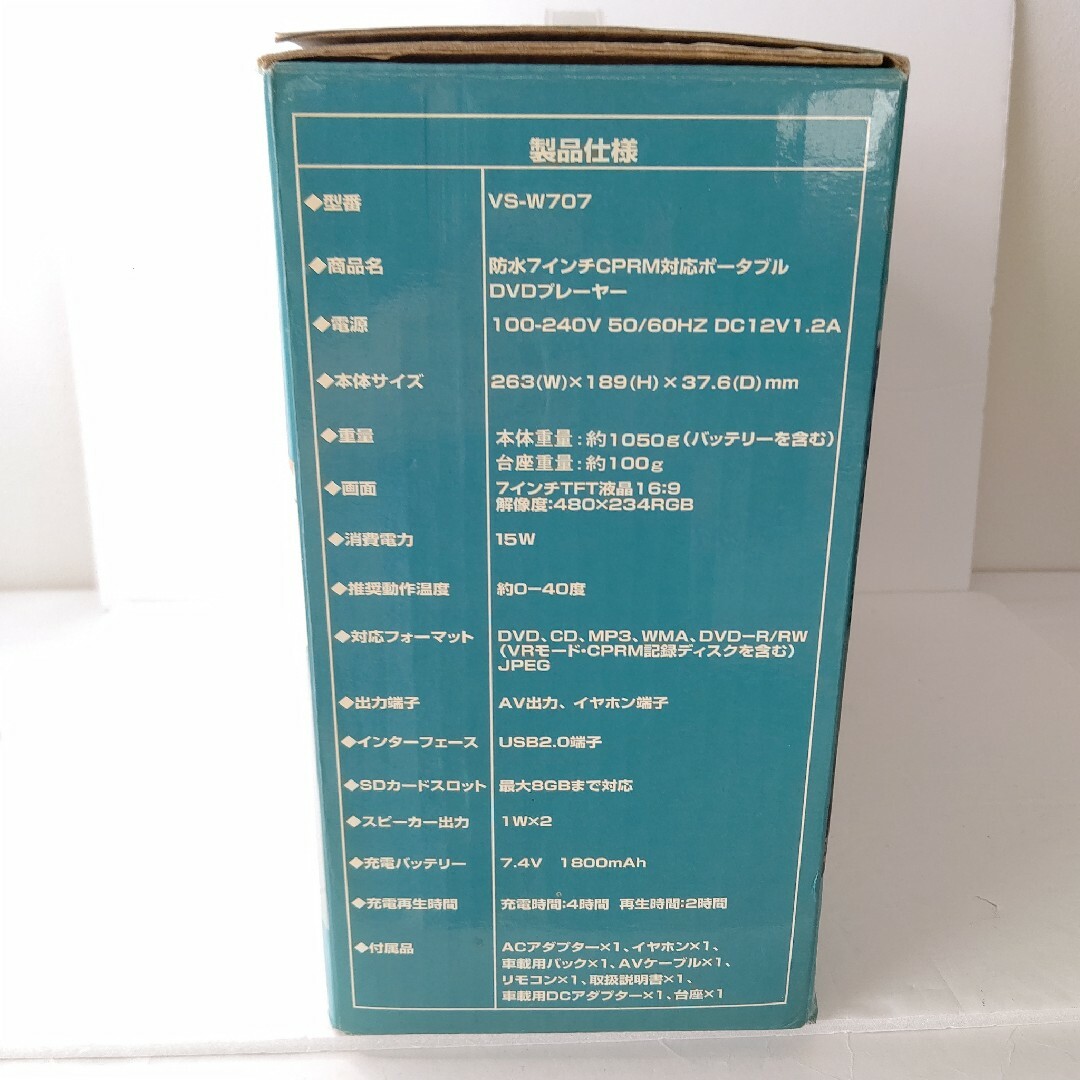 製品仕様
◆型番 VS-W707
◆商品名 防水7インチCPRM対応ポータブル
DVDプレーヤー
◆電源 100-240V 50/60HZ DC12V1.2A
◆本体サイズ 263(W)×189(H)×37.6(D)mm
◆重量 本体重量:約1050g(バッテリーを含む)
台座重量:約100g
◆画面 7インチTFT液晶16:9
解像度:480×234RGB
◆消費電力 15W
◆推奨動作温度 約0ー40度
◆対応フォーマット DVD、CD、MP3、WMA、DVDーR/RW
(VRモード・CPRM記録ディスクを含む)
JPEG
◆出力端子 AV出力、イヤホン端子
◆インターフェース USB2.0端子
◆SDカードスロット 最大8GBまで対応
◆スピーカー出力 1W×2
◆充電バッテリー 7.4V 1800mAh
◆充電再生時間 充電時間:4時間 再生時間:2時間
◆付属品 ACアダプター×1、イヤホン×1、
車載用バック×1、AVケーブル×1、
リモコン×1、取扱説明書×1、
車載用DCアダプター×1、台座×1